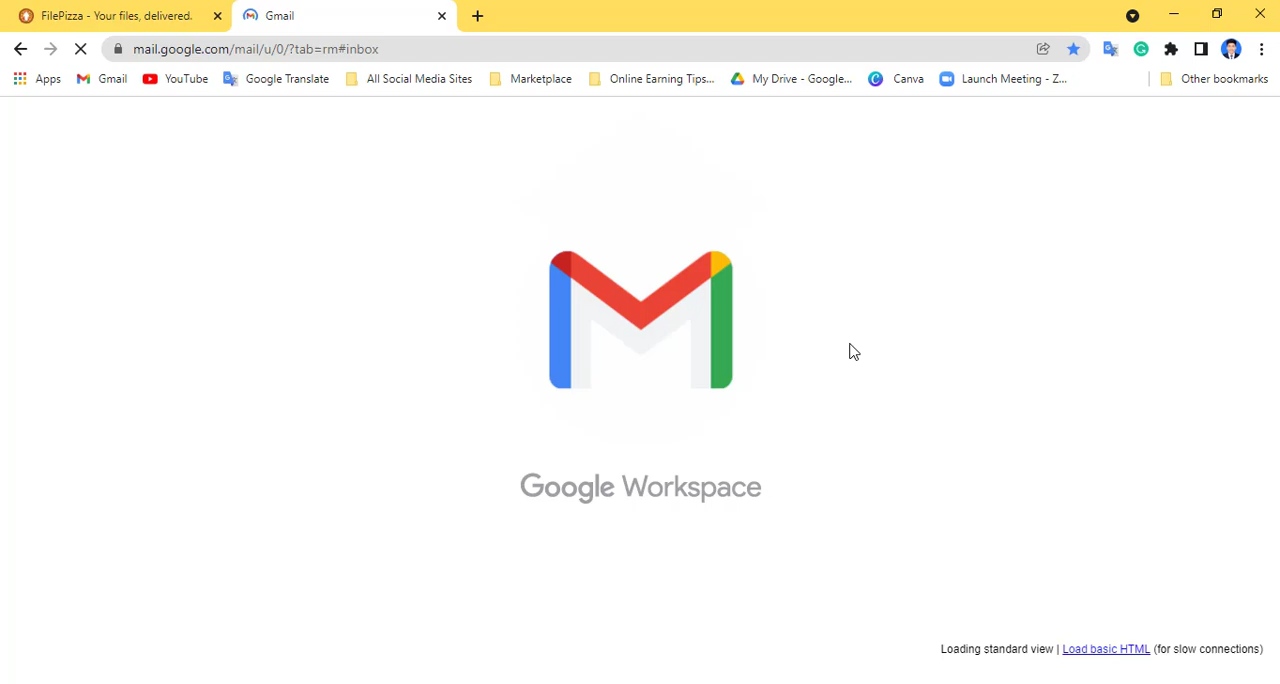 FilePizza - Your files, delivered.
Gmail
mail.google.com/mail/u/0/?tab=rm#inbox
Apps Gmail YouTube Google Translate All Social Media Sites Marketplace Online Earning Tips... My Drive - Google... Canva Launch Meeting - Z... Other bookmarks
Google Workspace
Loading standard view | Load basic HTML (for slow connections)